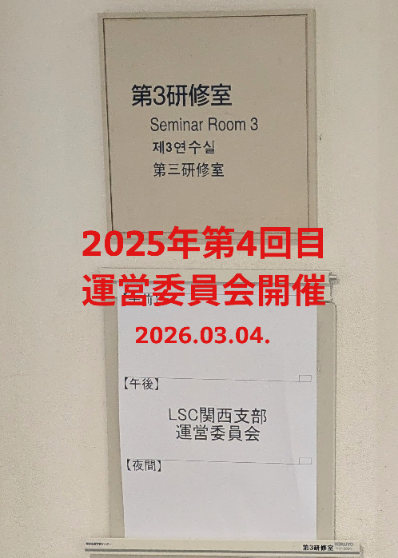 第3研修室
Seminar Room 3
제3연수실
第三研修室
2025年第4回目
運営委員会開催
2026.03.04.
【午後】
LSC関西支部
運営委員会
【夜間】
第3研修室